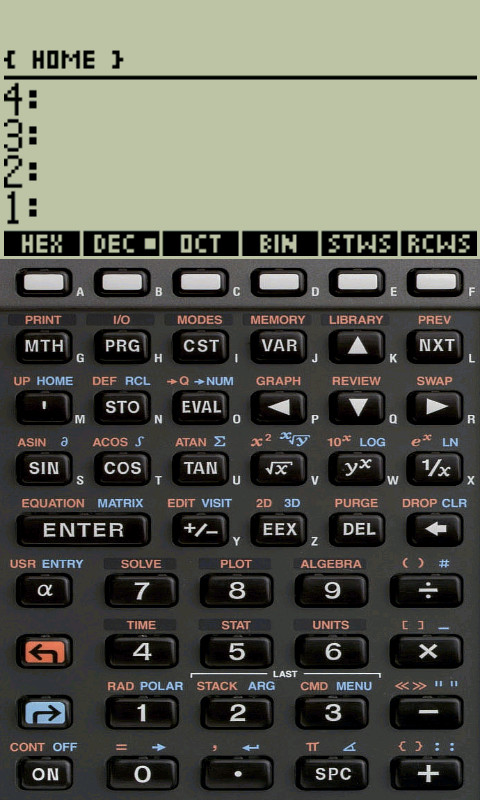 { HOME }
4:
3:
2:
1:
HEX DEC ■ OCT BIN STWS RCWS
A B C D E F
PRINT I/O MODES MEMORY LIBRARY PREV
MTH G PRG H CST I VAR J ▲ K NXT L
UP HOME DEF RCL →Q →NUM GRAPH REVIEW SWAP
' M STO N EVAL O ◀ P ▼ Q ▶ R
ASIN ∂ ACOS ∫ ATAN Σ x² ˣ√y 10ˣ LOG eˣ LN
SIN S COS T TAN U √x V yˣ W 1/x X
EQUATION MATRIX EDIT VISIT 2D 3D PURGE DROP CLR
ENTER +/− Y EEX Z DEL ←
USR ENTRY SOLVE PLOT ALGEBRA ( ) #
α 7 8 9 ÷
TIME STAT UNITS [ ] _
4 5 6 ×
LAST
RAD POLAR STACK ARG CMD MENU ≪≫ " "
1 2 3 −
CONT OFF = → , ↵ π ∡ { } : :
ON 0 . SPC +